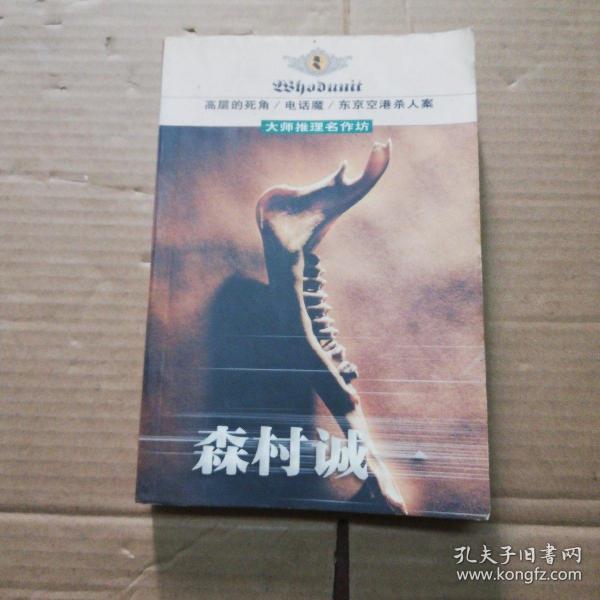 Whodunit
高层的死角/电话魔/东京空港杀人案
大师推理名作坊
森村诚一
孔夫子旧书网
www.kongfz.com